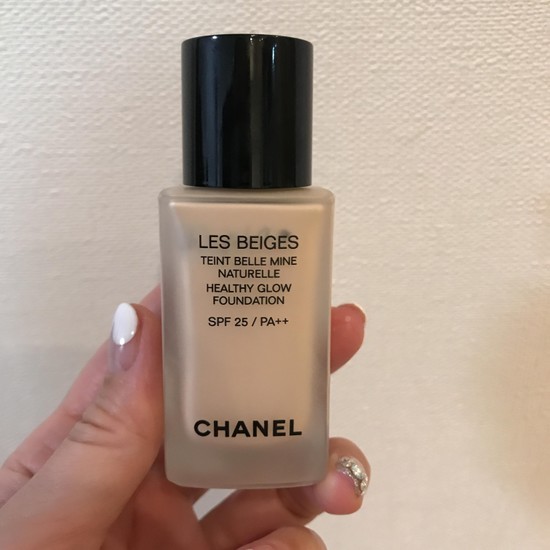 LES BEIGES
TEINT BELLE MINE
NATURELLE
HEALTHY GLOW
FOUNDATION
SPF 25 / PA++
CHANEL